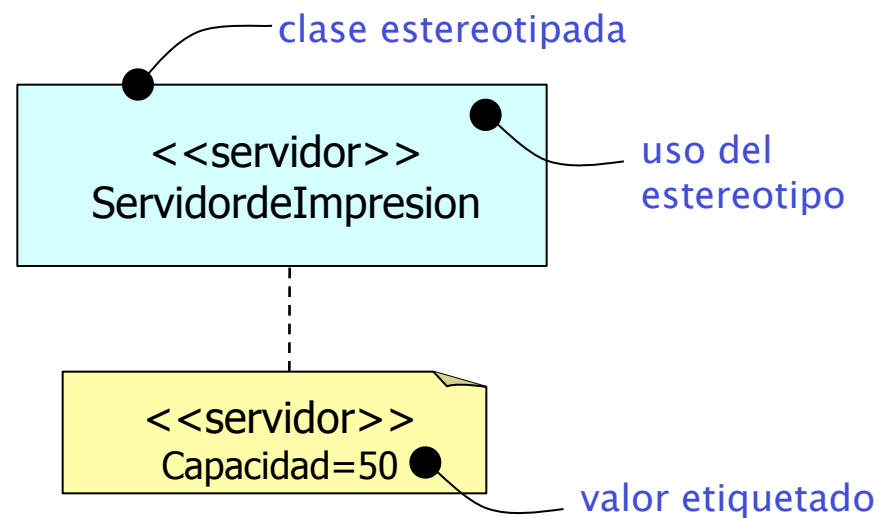 clase estereotipada
<<servidor>>
ServidordeImpresion
uso del
estereotipo
<<servidor>>
Capacidad=50
valor etiquetado